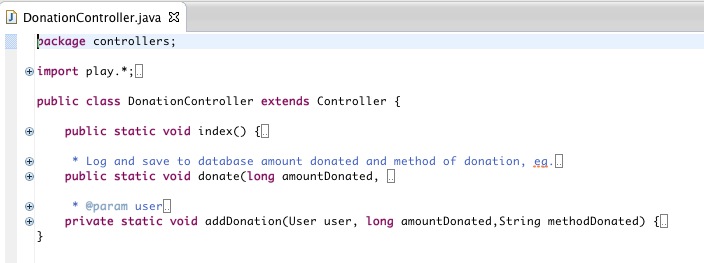 DonationController.java
package controllers;
import play.*;
public class DonationController extends Controller {
public static void index() {
* Log and save to database amount donated and method of donation, eg.
public static void donate(long amountDonated,
* @param user
private static void addDonation(User user, long amountDonated,String methodDonated) {
}